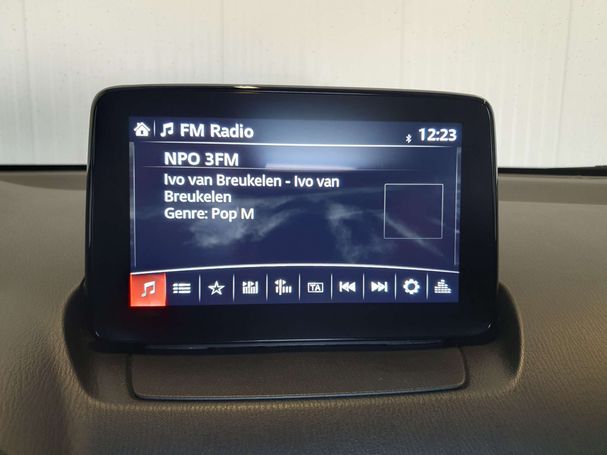 FM Radio
12:23
NPO 3FM
Ivo van Breukelen - Ivo van
Breukelen
Genre: Pop M
TA